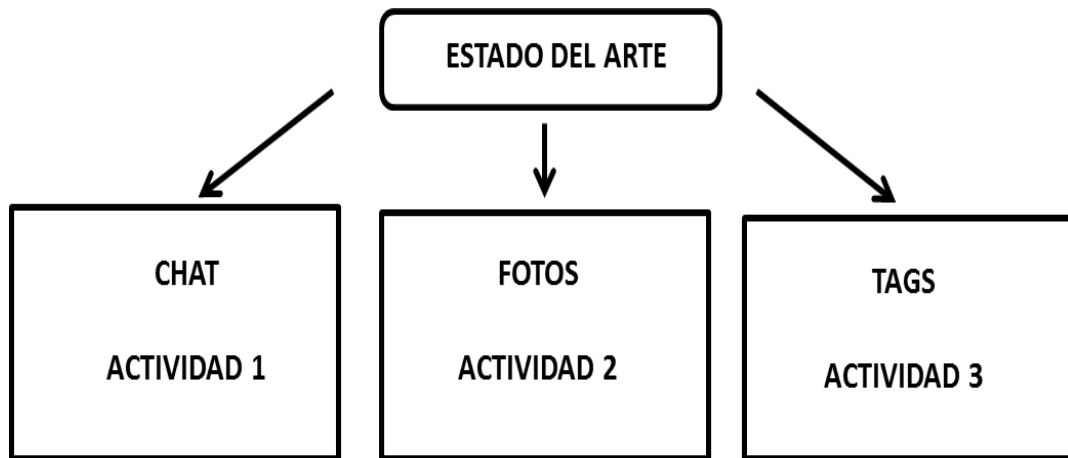 ESTADO DEL ARTE
CHAT
ACTIVIDAD 1
FOTOS
ACTIVIDAD 2
TAGS
ACTIVIDAD 3